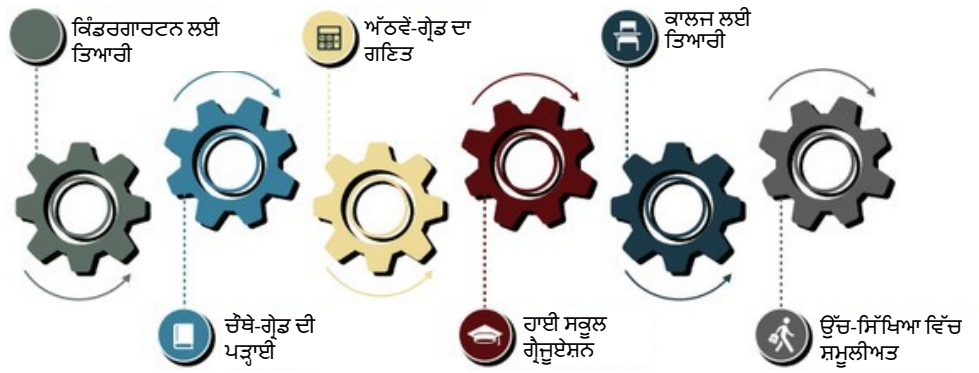 ਕਿੰਡਰਗਾਰਟਨ ਲਈ
ਤਿਆਰੀ
ਚੌਥੇ-ਗ੍ਰੇਡ ਦੀ
ਪੜ੍ਹਾਈ
ਅੱਠਵੇਂ-ਗ੍ਰੇਡ ਦਾ
ਗਣਿਤ
ਹਾਈ ਸਕੂਲ
ਗ੍ਰੈਜੂਏਸ਼ਨ
ਕਾਲਜ ਲਈ
ਤਿਆਰੀ
ਉੱਚ-ਸਿੱਖਿਆ ਵਿੱਚ
ਸ਼ਮੂਲੀਅਤ